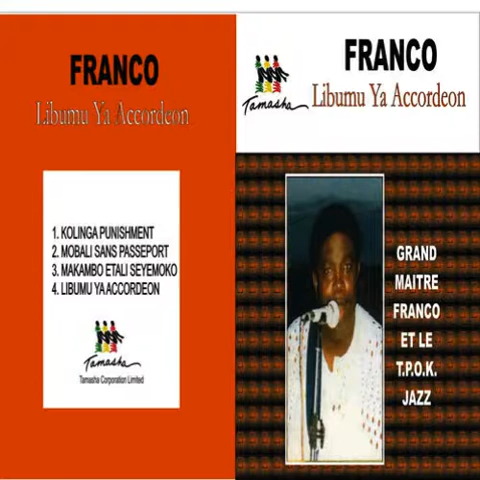 FRANCO
Libumu Ya Accordeon
1. KOLINGA PUNISHMENT
2. MOBALI SANS PASSEPORT
3. MAKAMBO ETALI SEYEMOKO
4. LIBUMU YA ACCORDEON
Tamasha
Tamasha Corporation Limited
FRANCO
Tamasha
Libumu Ya Accordeon
GRAND
MAITRE
FRANCO
ET LE
T.P.O.K.
JAZZ